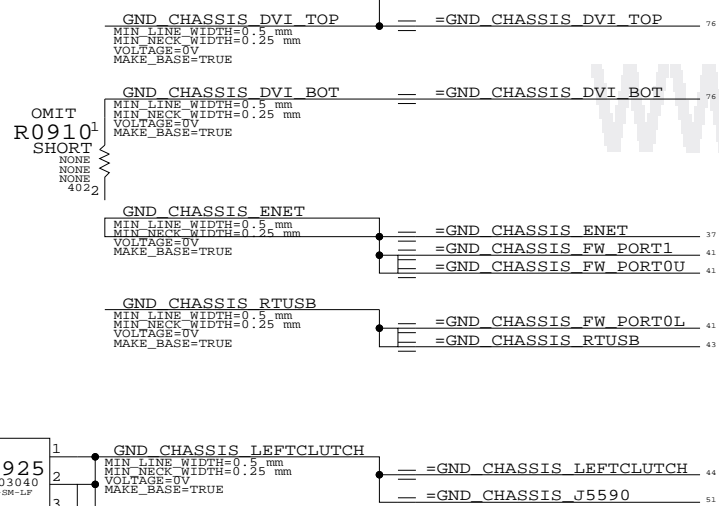 GND_CHASSIS_DVI_TOP
MIN_LINE_WIDTH=0.5 mm
MIN_NECK_WIDTH=0.25 mm
VOLTAGE=0V
MAKE_BASE=TRUE
=GND_CHASSIS_DVI_TOP 76
GND_CHASSIS_DVI_BOT
MIN_LINE_WIDTH=0.5 mm
MIN_NECK_WIDTH=0.25 mm
VOLTAGE=0V
MAKE_BASE=TRUE
=GND_CHASSIS_DVI_BOT 76
OMIT
R0910 1
SHORT
NONE
NONE
NONE
402 2
GND_CHASSIS_ENET
MIN_LINE_WIDTH=0.5 mm
MIN_NECK_WIDTH=0.25 mm
VOLTAGE=0V
MAKE_BASE=TRUE
=GND_CHASSIS_ENET 37
=GND_CHASSIS_FW_PORT1 41
=GND_CHASSIS_FW_PORT0U 41
GND_CHASSIS_RTUSB
MIN_LINE_WIDTH=0.5 mm
MIN_NECK_WIDTH=0.25 mm
VOLTAGE=0V
MAKE_BASE=TRUE
=GND_CHASSIS_FW_PORT0L 41
=GND_CHASSIS_RTUSB 43
925
03040
-SM-LF
1
2
3
GND_CHASSIS_LEFTCLUTCH
MIN_LINE_WIDTH=0.5 mm
MIN_NECK_WIDTH=0.25 mm
VOLTAGE=0V
MAKE_BASE=TRUE
=GND_CHASSIS_LEFTCLUTCH 44
=GND_CHASSIS_J5590 51